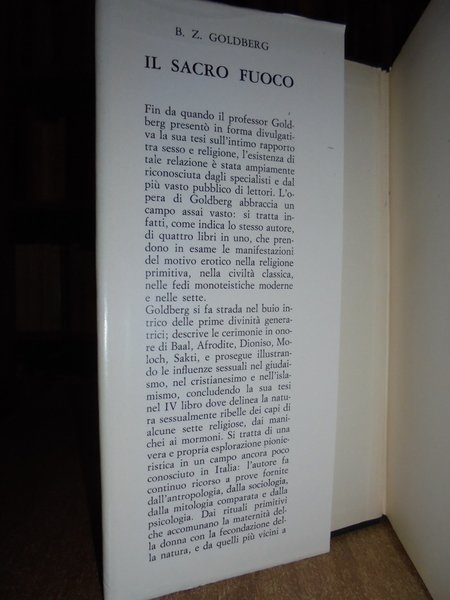 B. Z. GOLDBERG
IL SACRO FUOCO
Fin da quando il professor Gold-
berg presentò in forma divulgati-
va la sua tesi sull'intimo rapporto
tra sesso e religione, l'esistenza di
tale relazione è stata ampiamente
riconosciuta dagli specialisti e dal
più vasto pubblico di lettori. L'o-
pera di Goldberg abbraccia un
campo assai vasto: si tratta in-
fatti, come indica lo stesso autore,
di quattro libri in uno, che pren-
dono in esame le manifestazioni
del motivo erotico nella religione
primitiva, nella civiltà classica,
nelle fedi monoteistiche moderne
e nelle sette.
Goldberg si fa strada nel buio in-
trico delle prime divinità genera-
trici; descrive le cerimonie in ono-
re di Baal, Afrodite, Dioniso, Mo-
loch, Sakti, e prosegue illustran-
do le influenze sessuali nel giudai-
smo, nel cristianesimo e nell'isla-
mismo, concludendo la sua tesi
nel IV libro dove delinea la natu-
ra sessualmente ribelle dei capi di
alcune sette religiose, dai mani-
chei ai mormoni. Si tratta di una
vera e propria esplorazione pionie-
ristica in un campo ancora poco
conosciuto in Italia: l'autore fa
continuo ricorso a prove fornite
dall'antropologia, dalla sociologia,
dalla mitologia comparata e dalla
psicologia. Dai rituali primitivi
che accomunano la maternità del-
la donna con la fecondazione del-
la natura, e da quelli più vicini a